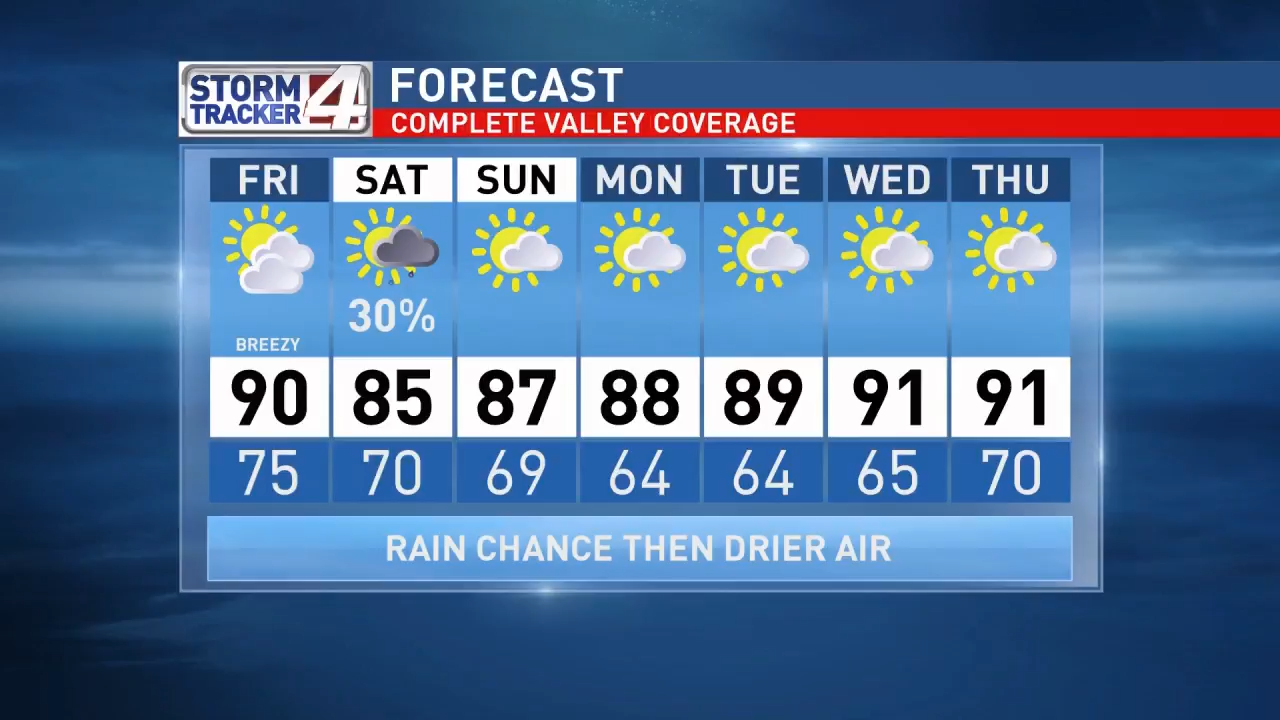 STORM
TRACKER 4
FORECAST
COMPLETE VALLEY COVERAGE
FRI SAT SUN MON TUE WED THU
30%
BREEZY
90 85 87 88 89 91 91
75 70 69 64 64 65 70
RAIN CHANCE THEN DRIER AIR